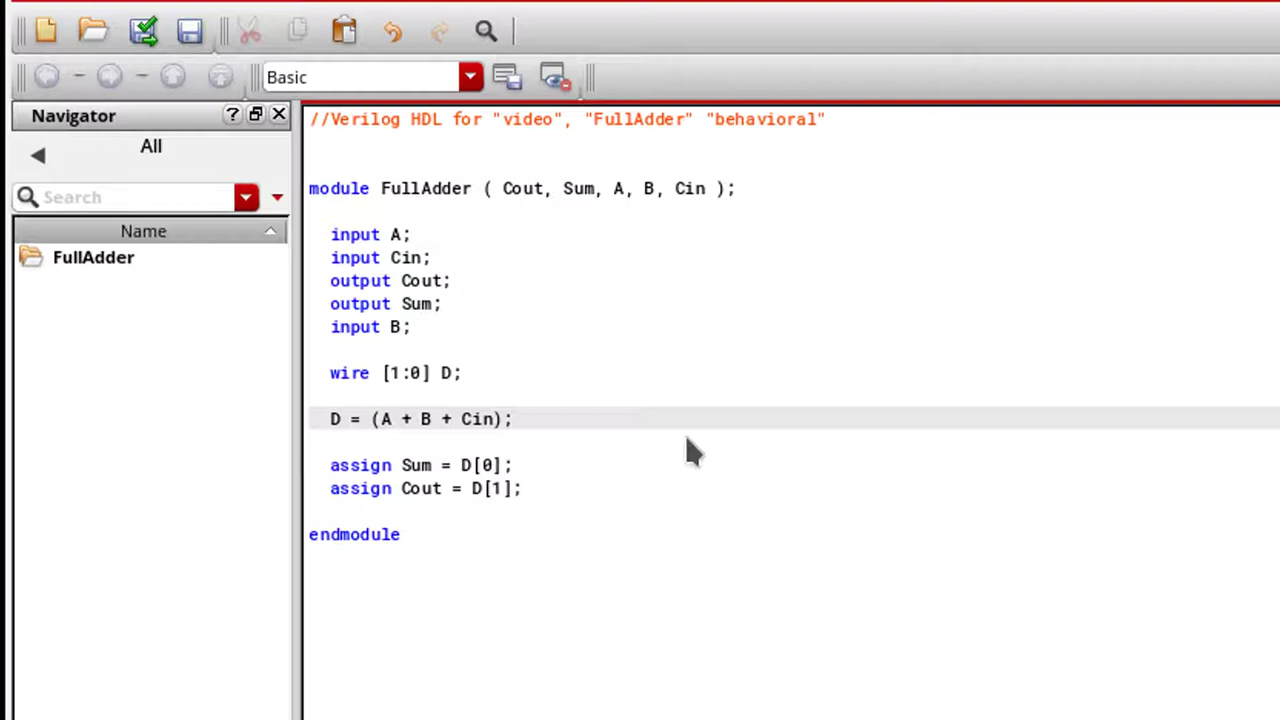 Basic
Navigator
All
Search
Name
FullAdder
//Verilog HDL for "video", "FullAdder" "behavioral"
module FullAdder ( Cout, Sum, A, B, Cin );
input A;
input Cin;
output Cout;
output Sum;
input B;
wire [1:0] D;
D = (A + B + Cin);
assign Sum = D[0];
assign Cout = D[1];
endmodule